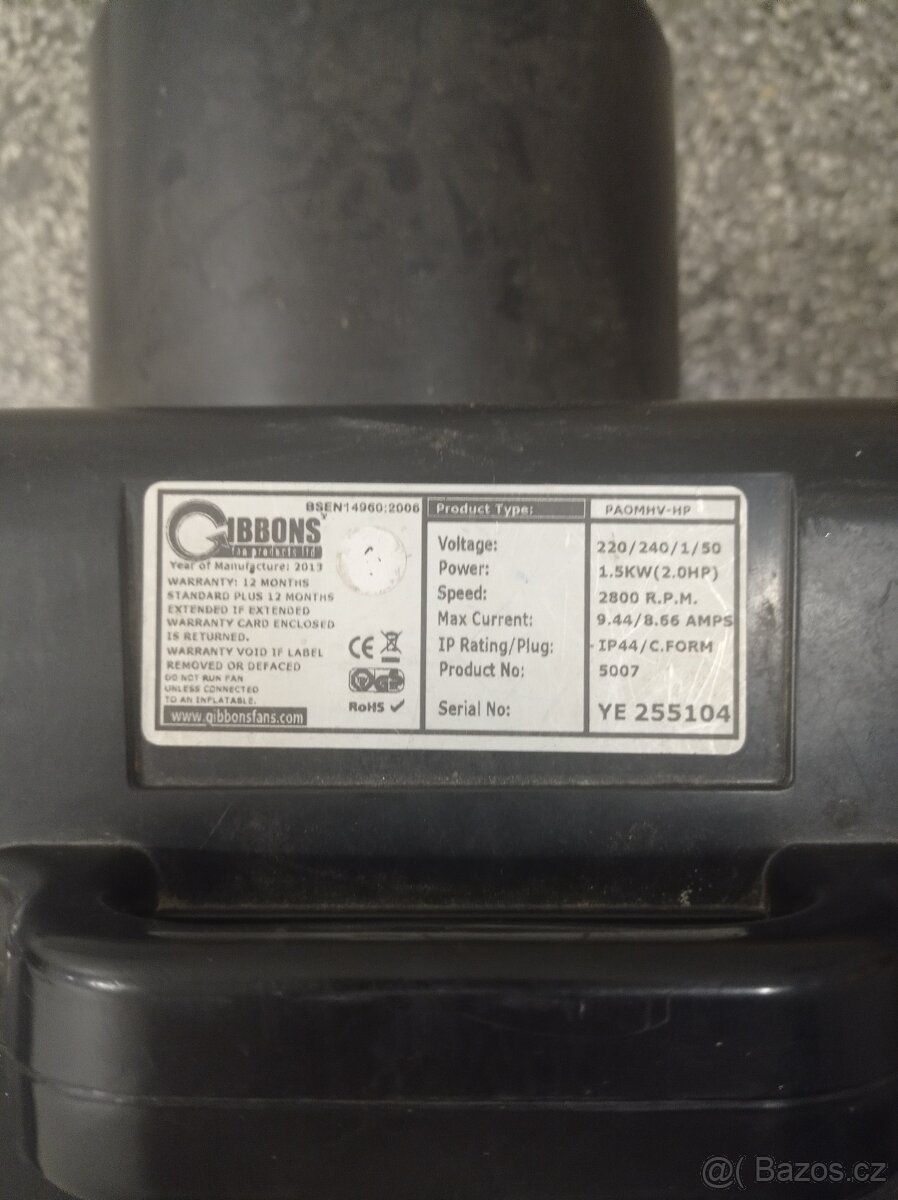 BSEN14960:2006
GIBBONS
fan products ltd
Year of Manufacture: 2013
WARRANTY: 12 MONTHS
STANDARD PLUS 12 MONTHS
EXTENDED IF EXTENDED
WARRANTY CARD ENCLOSED
IS RETURNED.
WARRANTY VOID IF LABEL
REMOVED OR DEFACED
DO NOT RUN FAN
UNLESS CONNECTED
TO AN INFLATABLE.
www.gibbonsfans.com
CE
GS
RoHS ✓
Product Type: PAOMHV-HP
Voltage: 220/240/1/50
Power: 1.5KW(2.0HP)
Speed: 2800 R.P.M.
Max Current: 9.44/8.66 AMPS
IP Rating/Plug: IP44/C.FORM
Product No: 5007
Serial No: YE 255104
@( Bazos.cz